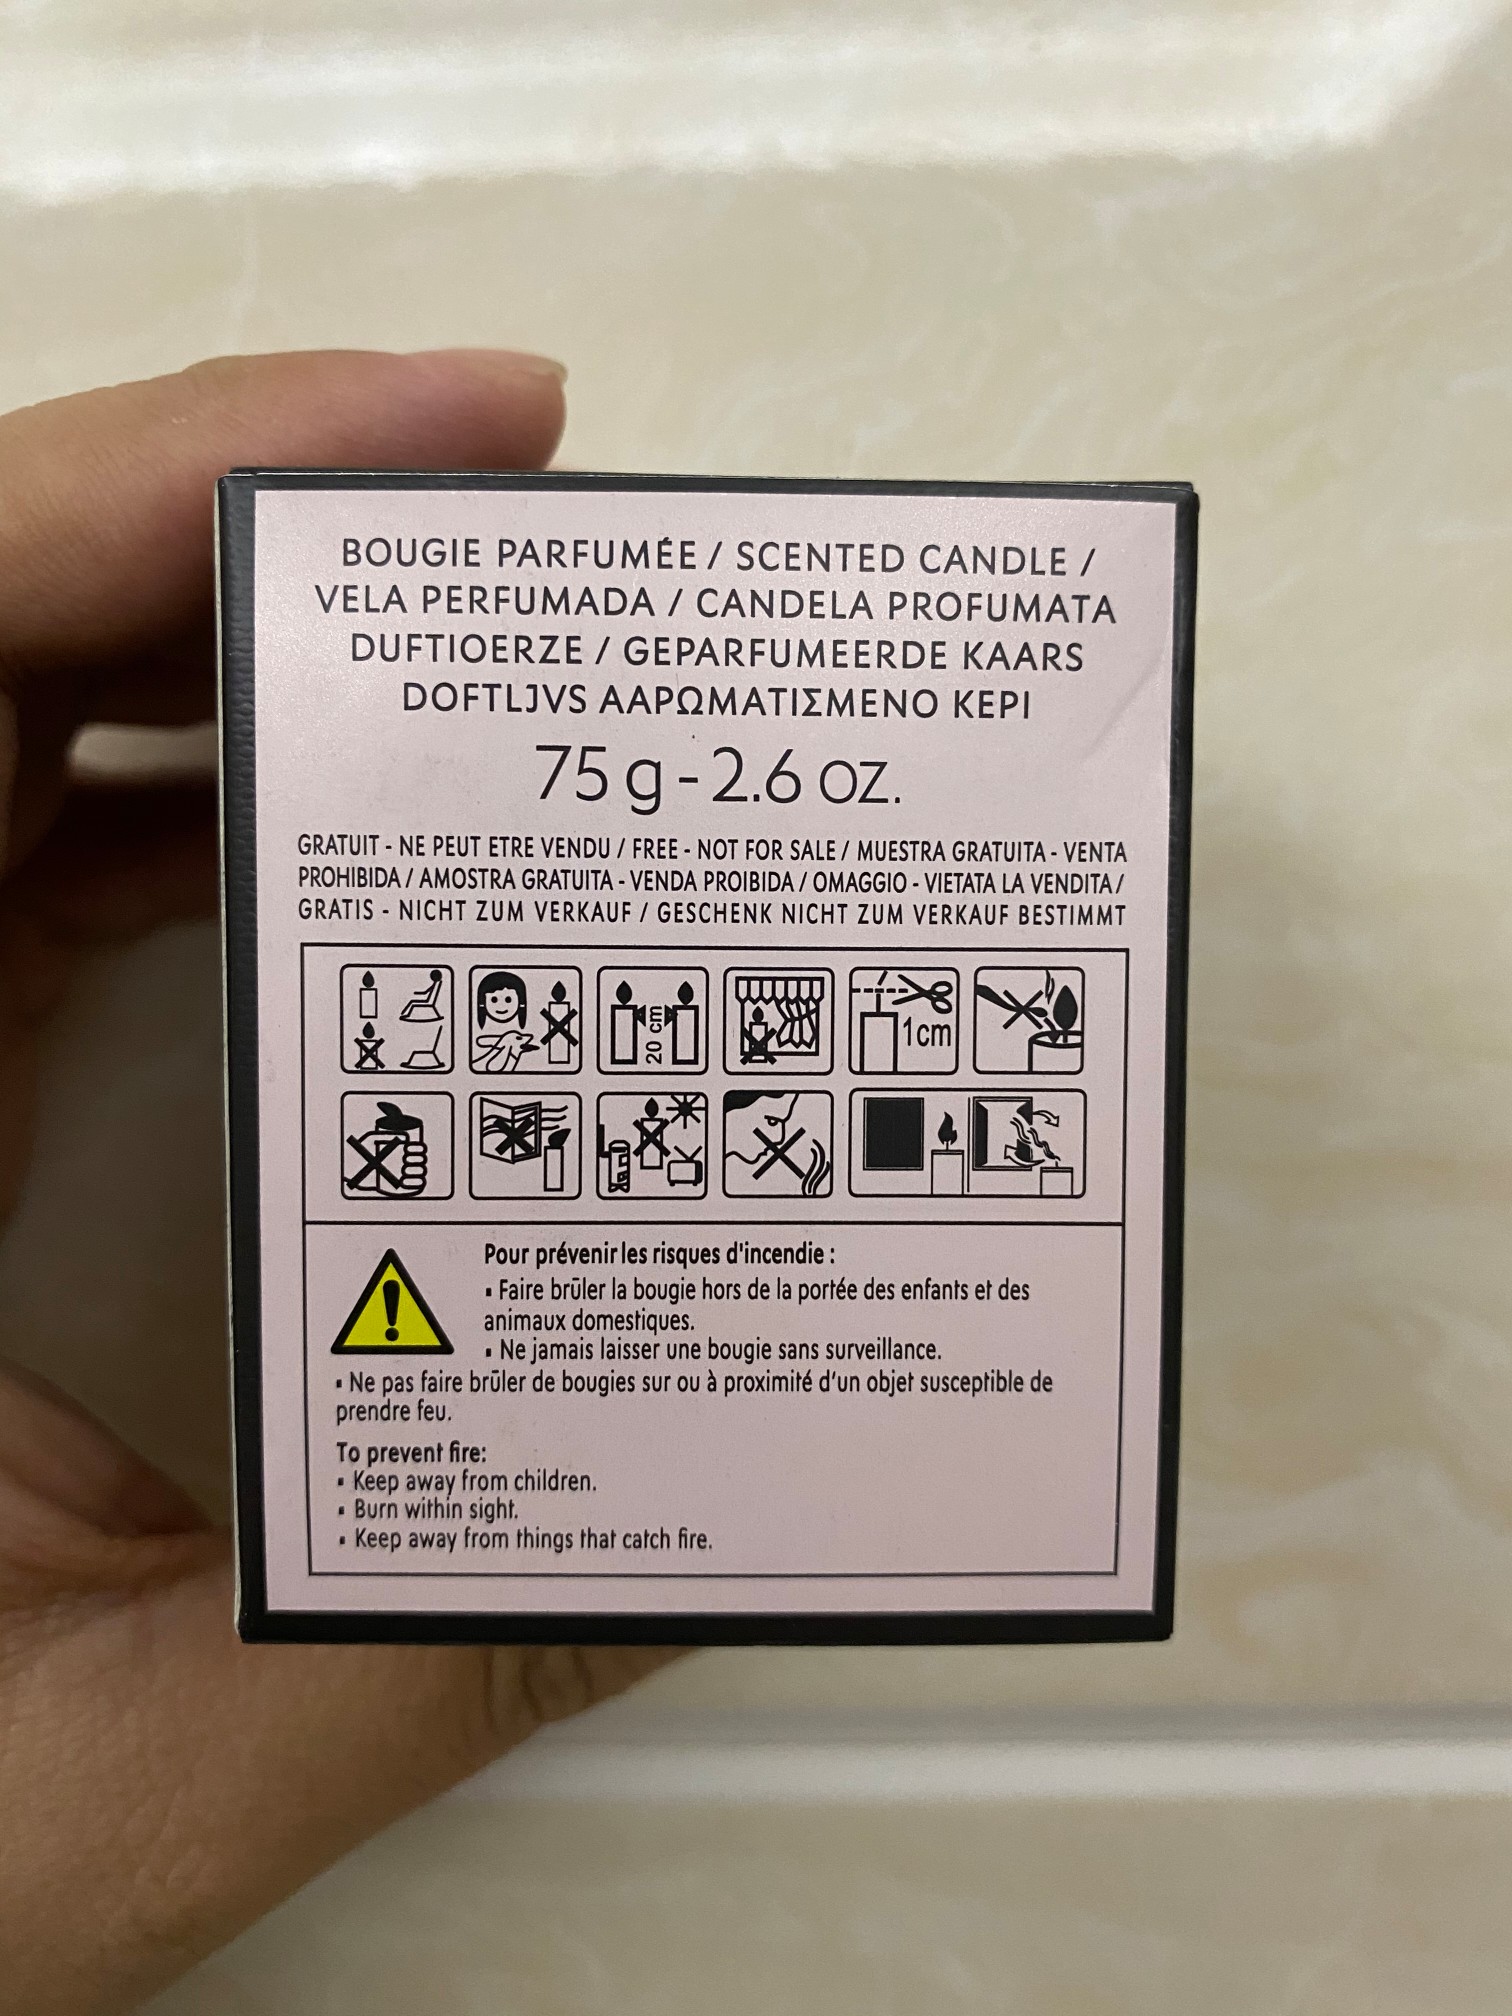 BOUGIE PARFUMÉE / SCENTED CANDLE /
VELA PERFUMADA / CANDELA PROFUMATA
DUFTIOERZE / GEPARFUMEERDE KAARS
DOFTLJVS ΑΑΡΩΜΑΤΙΣΜΕΝΟ ΚΕΡΙ
75 g - 2.6 OZ.
GRATUIT - NE PEUT ETRE VENDU / FREE - NOT FOR SALE / MUESTRA GRATUITA - VENTA
PROHIBIDA / AMOSTRA GRATUITA - VENDA PROIBIDA / OMAGGIO - VIETATA LA VENDITA /
GRATIS - NICHT ZUM VERKAUF / GESCHENK NICHT ZUM VERKAUF BESTIMMT
20 cm
1cm
Pour prévenir les risques d'incendie :
▪ Faire brūler la bougie hors de la portée des enfants et des
animaux domestiques.
▪ Ne jamais laisser une bougie sans surveillance.
▪ Ne pas faire brūler de bougies sur ou à proximité d'un objet susceptible de
prendre feu.
To prevent fire:
▪ Keep away from children.
▪ Burn within sight.
▪ Keep away from things that catch fire.